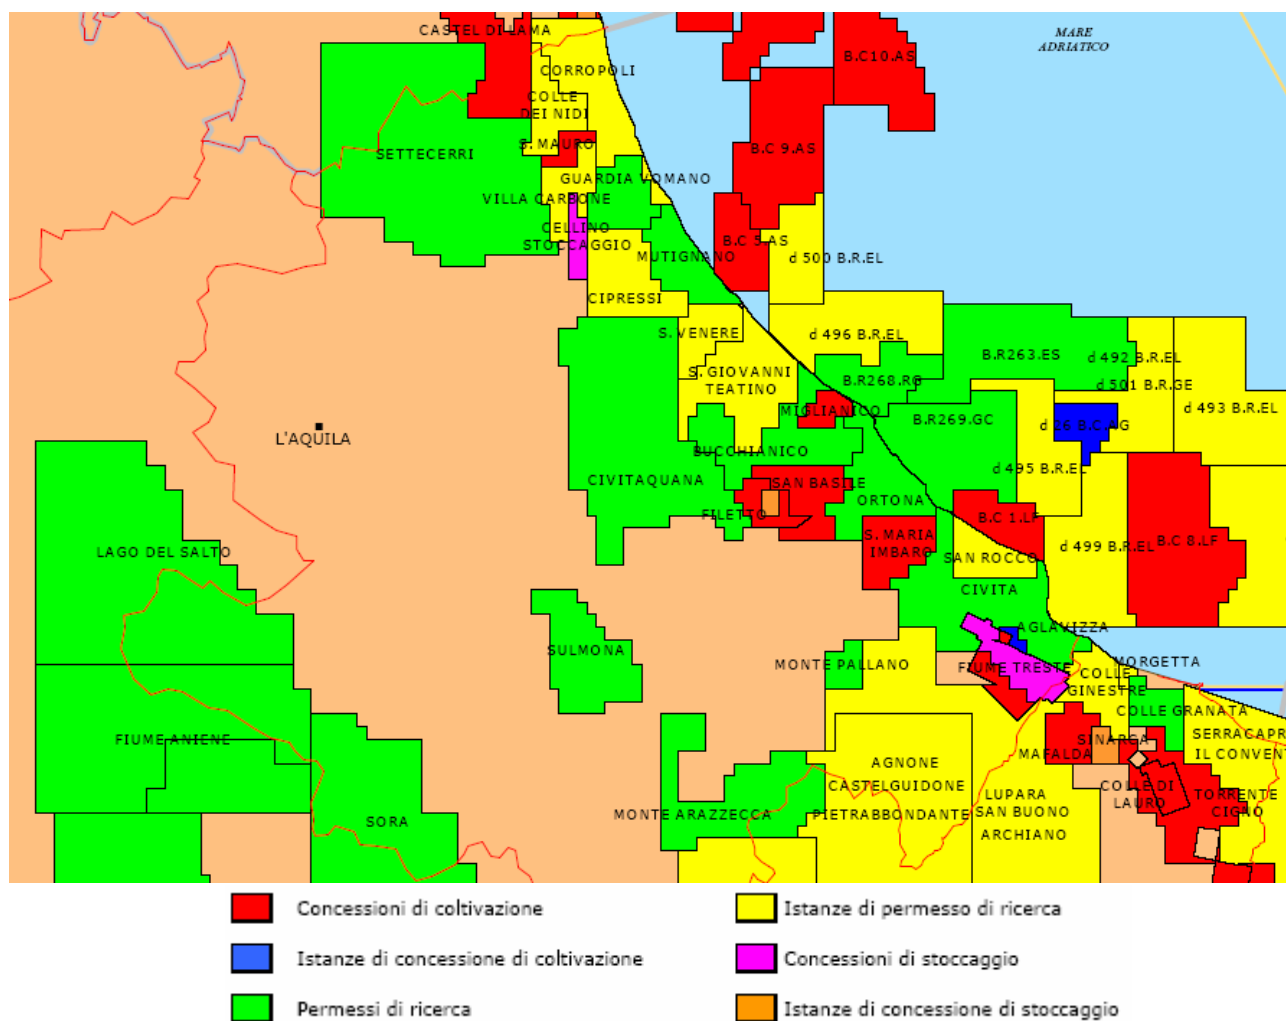 CASTEL DI LAMA
MARE
ADRIATICO
B.C10.AS
CORROPOLI
COLLE
DEI NIDI
S. MAURO
SETTECERRI
B.C 9.AS
GUARDIA VOMANO
VILLA CARBONE
CELLINO
STOCCAGGIO
B.C 5.AS
MUTIGNANO
d 500 B.R.EL
CIPRESSI
S. VENERE
d 496 B.R.EL
B.R263.ES
d 492 B.R.EL
S. GIOVANNI
TEATINO
B.R268.RG
d 501 B.R.GE
MIGLIANICO
d 493 B.R.EL
B.R269.GC
d 26 B.C.AG
L'AQUILA
BUCCHIANICO
d 495 B.R.EL
CIVITAQUANA
SAN BASILE
ORTONA
FILETTO
B.C 1.LF
S. MARIA
IMBARO
d 499 B.R.EL
B.C 8.LF
LAGO DEL SALTO
SAN ROCCO
CIVITA
AGLAVIZZA
SULMONA
MONTE PALLANO
FIUME TRESTE
MORGETTA
COLLE
GINESTRE
COLLE GRANATA
FIUME ANIENE
SINARCA
SERRACAPR
MAFALDA
IL CONVENT
AGNONE
CASTELGUIDONE
COLLE DI
LAURO
LUPARA
TORRENTE
CIGNO
MONTE ARAZZECCA
PIETRABBONDANTE
SAN BUONO
SORA
ARCHIANO
Concessioni di coltivazione
Istanze di permesso di ricerca
Istanze di concessione di coltivazione
Concessioni di stoccaggio
Permessi di ricerca
Istanze di concessione di stoccaggio